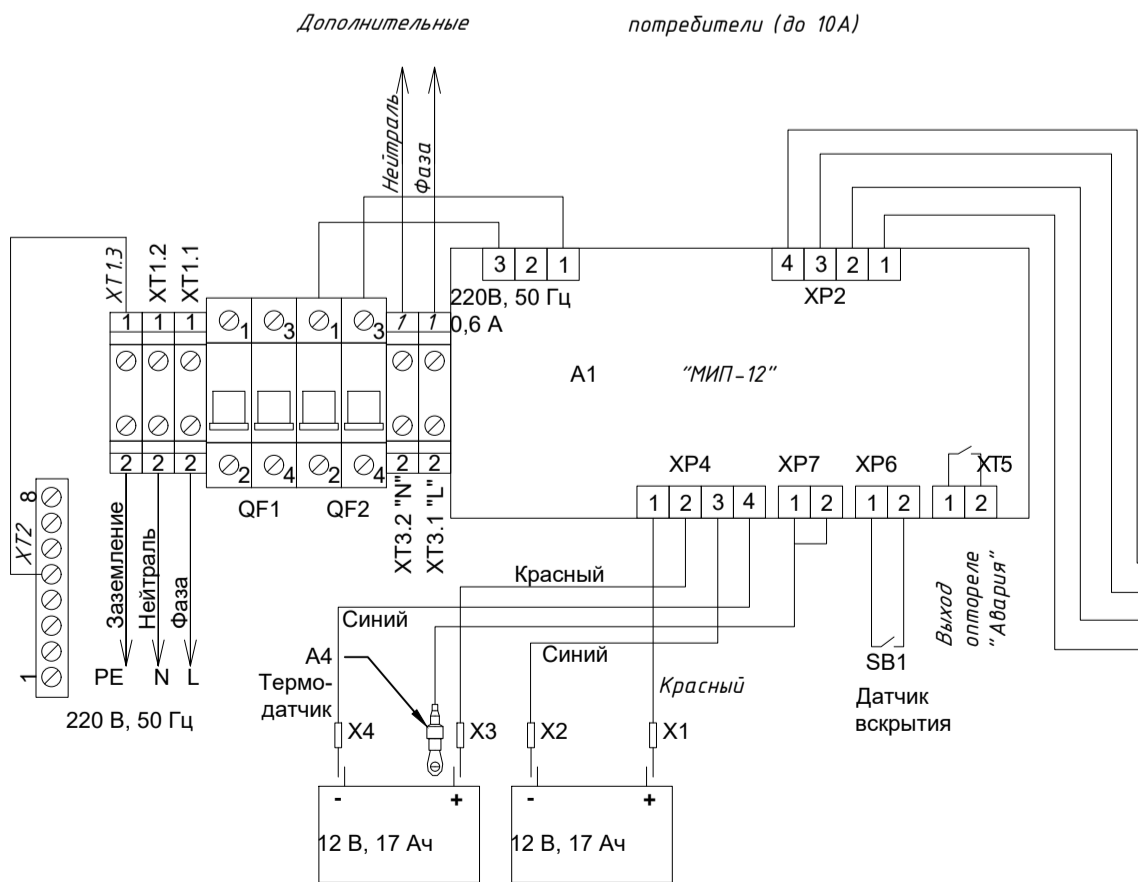 Дополнительные потребители (до 10А)
Нейтраль
Фаза
XT1.3
XT1.2
XT1.1
3 2 1
220В, 50 Гц
0,6 А
4 3 2 1
XP2
1 1 1
1 3 1 3
1 1
A1
"МИП-12"
2 2 2
2 4 2 4
2 2
QF1
QF2
XT3.2 "N"
XT3.1 "L"
XP4
1 2 3 4
XP7
1 2
XP6
1 2
XT5
1 2
8
XT2
1
Заземление
Нейтраль
Фаза
PE N L
220 В, 50 Гц
Красный
Синий
Синий
Красный
A4
Термо-
датчик
SB1
Датчик
вскрытия
Выход
оптореле
"Авария"
X4
X3
X2
X1
- +
12 В, 17 Ач
- +
12 В, 17 Ач